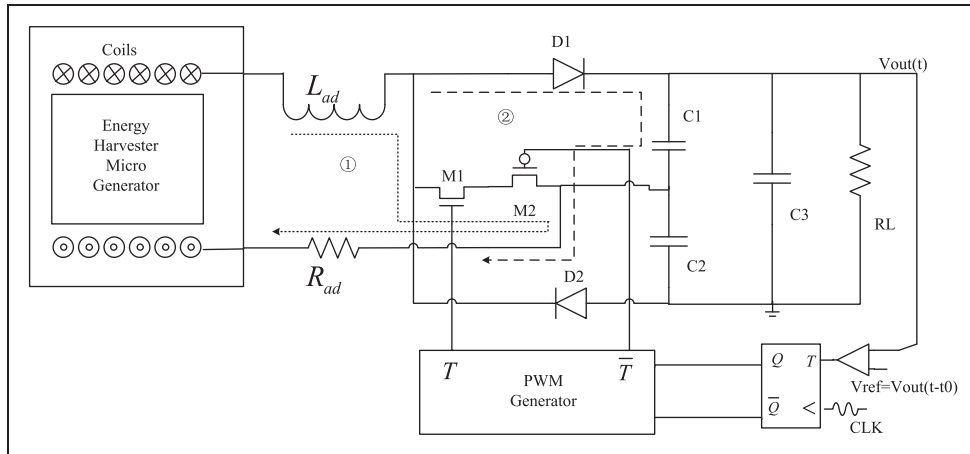 Coils
Energy
Harvester
Micro
Generator
L_ad
R_ad
①
②
D1
M1
M2
C1
C2
C3
RL
D2
Vout(t)
T
T̅
PWM
Generator
Q
T
Q̅
<
Vref=Vout(t-t0)
CLK